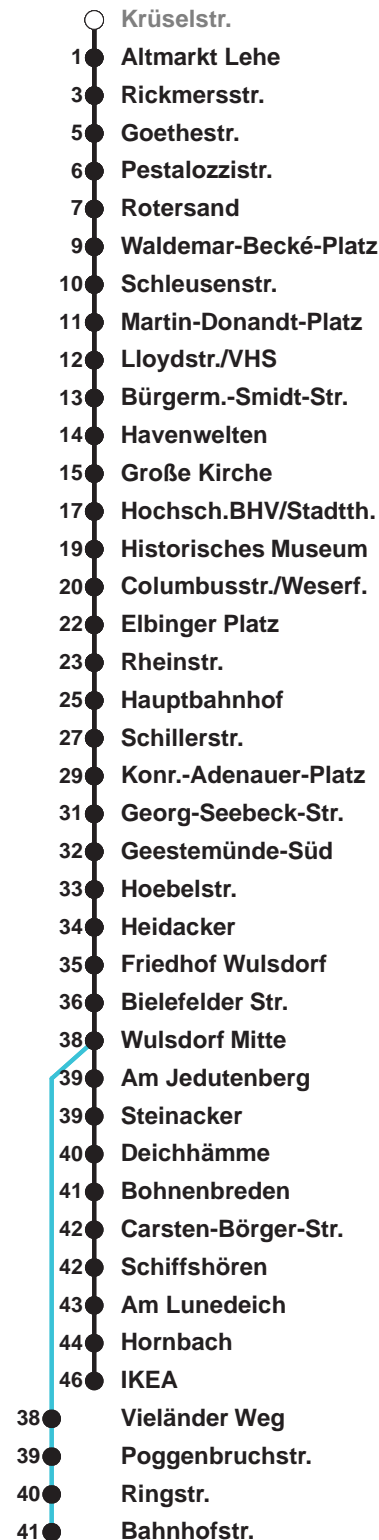 Krüselstr.
1 Altmarkt Lehe
3 Rickmersstr.
5 Goethestr.
6 Pestalozzistr.
7 Rotersand
9 Waldemar-Becké-Platz
10 Schleusenstr.
11 Martin-Donandt-Platz
12 Lloydstr./VHS
13 Bürgerm.-Smidt-Str.
14 Havenwelten
15 Große Kirche
17 Hochsch.BHV/Stadtth.
19 Historisches Museum
20 Columbusstr./Weserf.
22 Elbinger Platz
23 Rheinstr.
25 Hauptbahnhof
27 Schillerstr.
29 Konr.-Adenauer-Platz
31 Georg-Seebeck-Str.
32 Geestemünde-Süd
33 Hoebelstr.
34 Heidacker
35 Friedhof Wulsdorf
36 Bielefelder Str.
38 Wulsdorf Mitte
39 Am Jedutenberg
39 Steinacker
40 Deichhämme
41 Bohnenbreden
42 Carsten-Börger-Str.
42 Schiffshören
43 Am Lunedeich
44 Hornbach
46 IKEA
38 Vieländer Weg
39 Poggenbruchstr.
40 Ringstr.
41 Bahnhofstr.